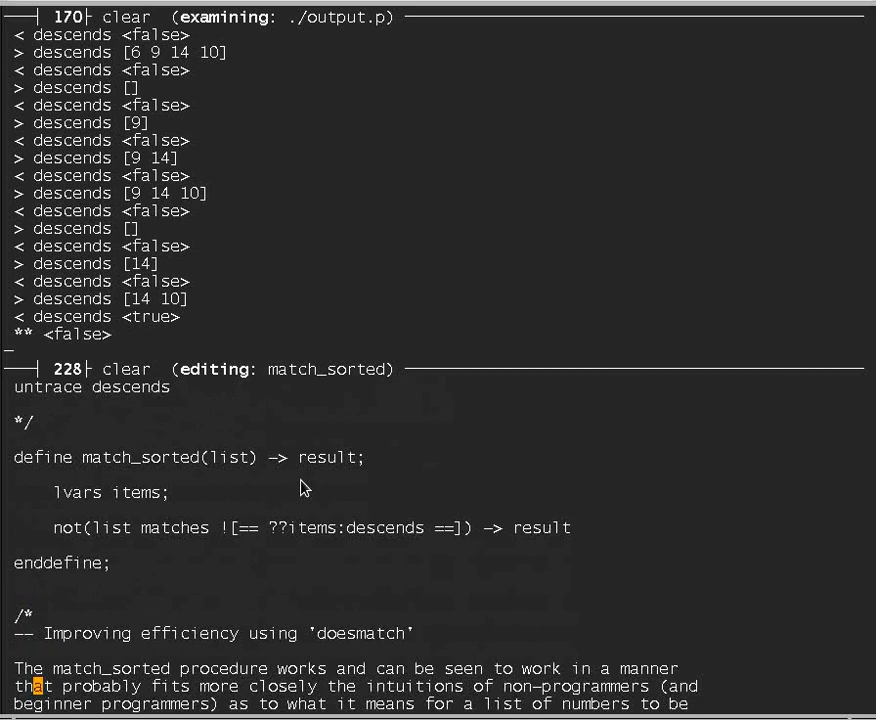 170 clear (examining: ./output.p)
< descends <false>
> descends [6 9 14 10]
< descends <false>
> descends []
< descends <false>
> descends [9]
< descends <false>
> descends [9 14]
< descends <false>
> descends [9 14 10]
< descends <false>
> descends []
< descends <false>
> descends [14]
< descends <false>
> descends [14 10]
< descends <true>
** <false>
228 clear (editing: match_sorted)
untrace descends
*/
define match_sorted(list) -> result;
lvars items;
not(list matches ![== ??items:descends ==]) -> result
enddefine;
/*
-- Improving efficiency using 'doesmatch'
The match_sorted procedure works and can be seen to work in a manner
that probably fits more closely the intuitions of non-programmers (and
beginner programmers) as to what it means for a list of numbers to be